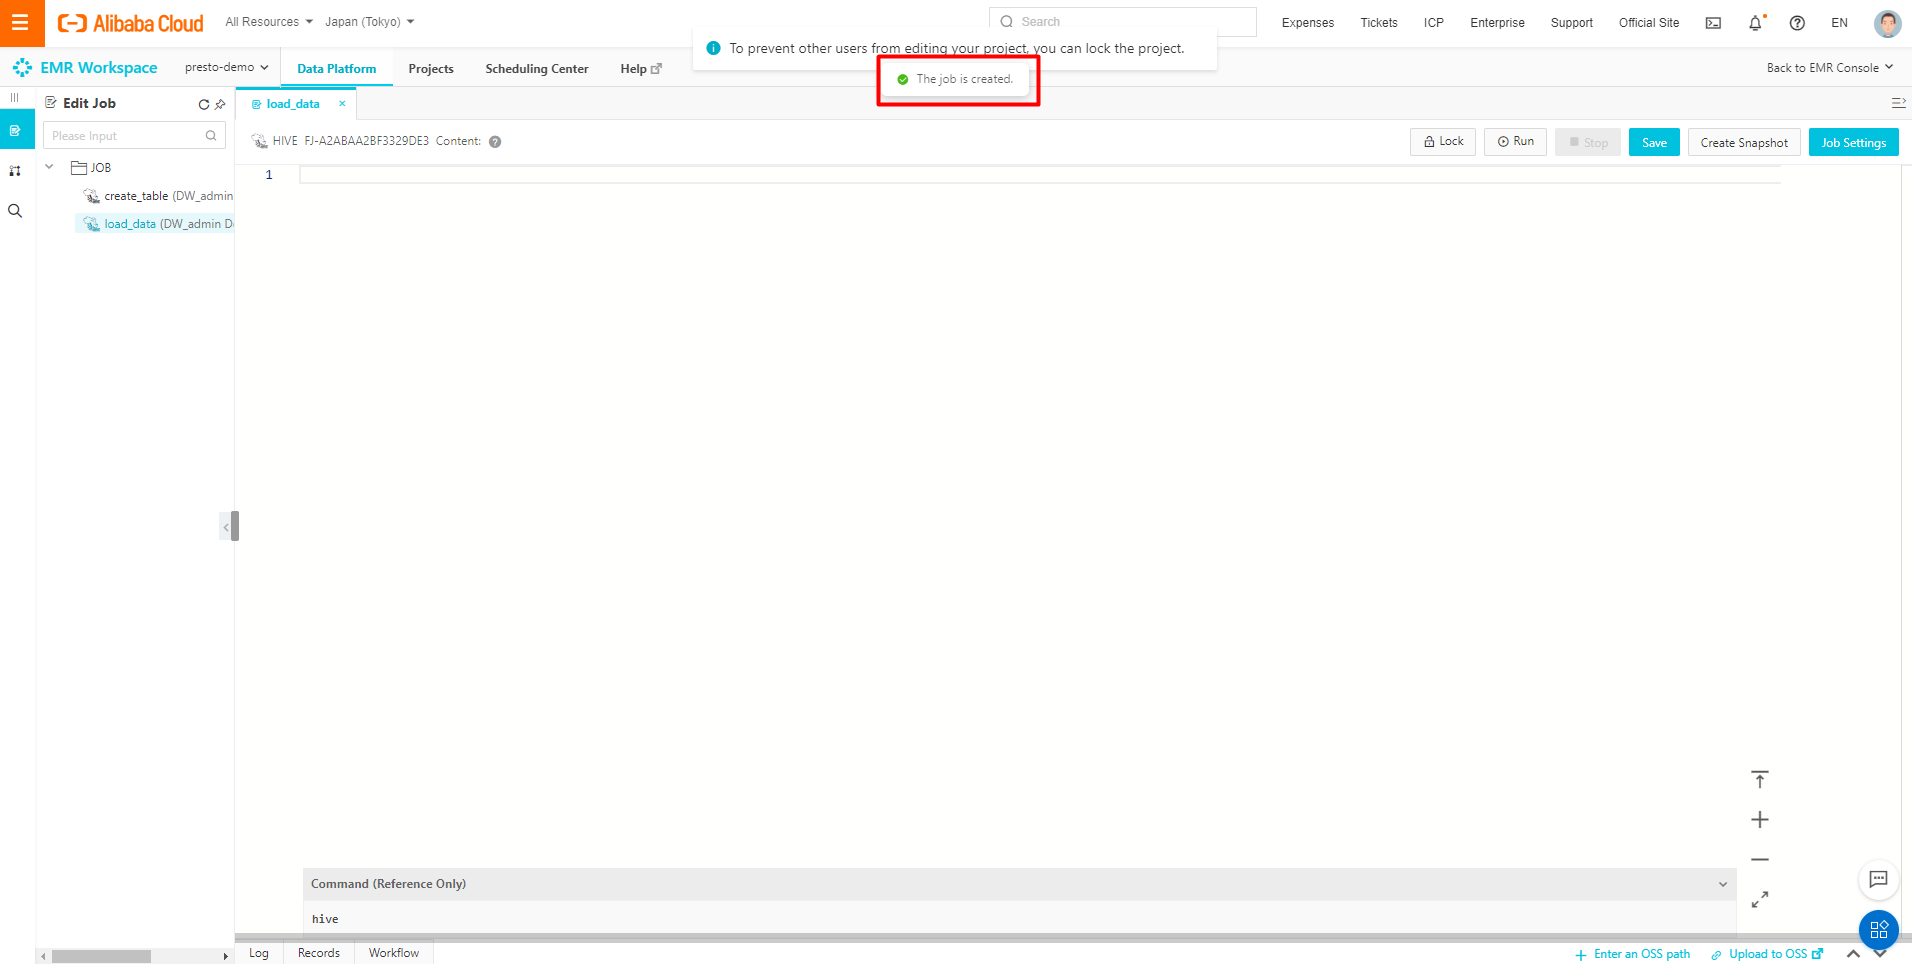 Alibaba Cloud All Resources Japan (Tokyo) Search Expenses Tickets ICP Enterprise Support Official Site EN
To prevent other users from editing your project, you can lock the project.
EMR Workspace presto-demo Data Platform Projects Scheduling Center Help Back to EMR Console
The job is created.
Edit Job load_data
Please Input
HIVE FJ-A2ABAA2BF3329DE3 Content: Lock Run Stop Save Create Snapshot Job Settings
JOB
1
create_table (DW_admin
load_data (DW_admin D
Command (Reference Only)
hive
Log Records Workflow Enter an OSS path Upload to OSS